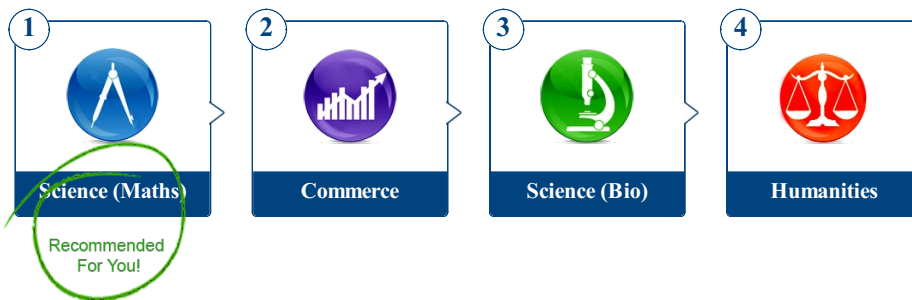 1
2
3
4
Science (Maths)
Commerce
Science (Bio)
Humanities
Recommended
For You!